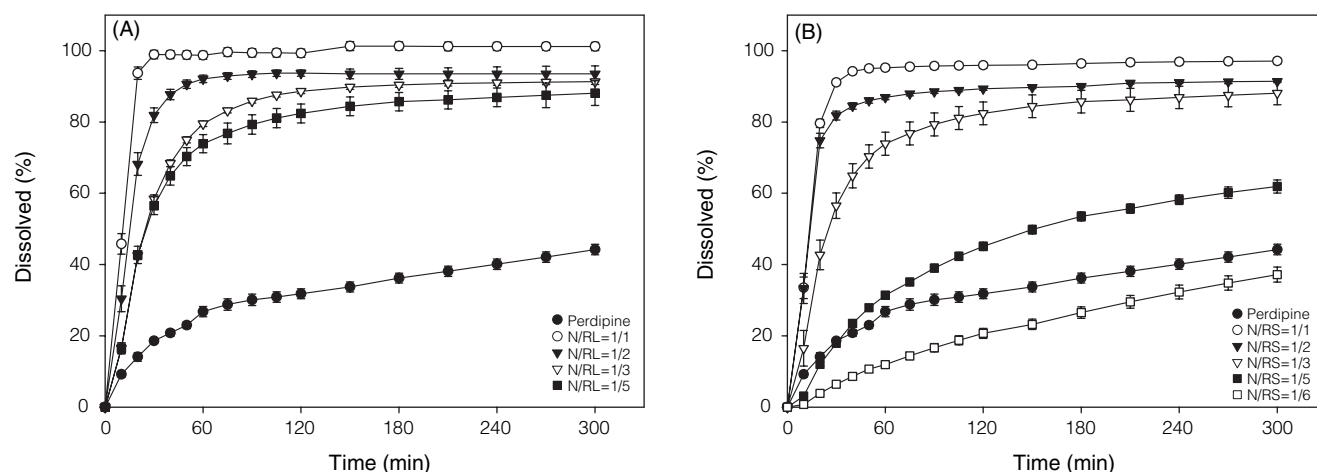 (A)
Dissolved (%)
100
80
60
40
20
0
Perdipine
N/RL=1/1
N/RL=1/2
N/RL=1/3
N/RL=1/5
0 60 120 180 240 300
Time (min)
(B)
Dissolved (%)
100
80
60
40
20
0
Perdipine
N/RS=1/1
N/RS=1/2
N/RS=1/3
N/RS=1/5
N/RS=1/6
0 60 120 180 240 300
Time (min)